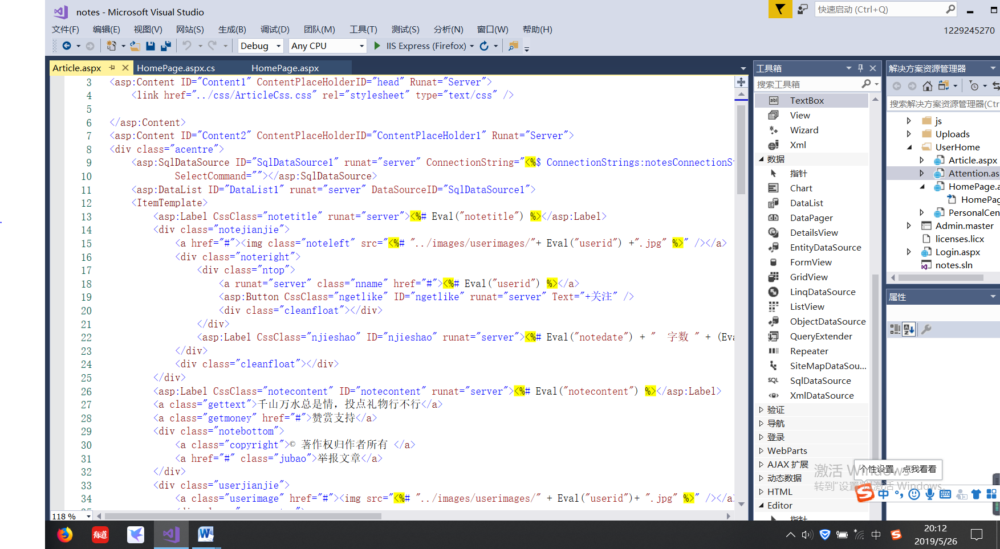 notes - Microsoft Visual Studio
快速启动 (Ctrl+Q)
文件(F) 编辑(E) 视图(V) 网站(S) 生成(B) 调试(D) 团队(M) 工具(T) 测试(S) 分析(N) 窗口(W) 帮助(H)
1229245270
Debug Any CPU IIS Express (Firefox)
Article.aspx HomePage.aspx.cs HomePage.aspx
3 <asp:Content ID="Content1" ContentPlaceHolderID="head" Runat="Server">
4 <link href="../css/ArticleCss.css" rel="stylesheet" type="text/css" />
5
6 </asp:Content>
7 <asp:Content ID="Content2" ContentPlaceHolderID="ContentPlaceHolder1" Runat="Server">
8 <div class="acentre">
9 <asp:SqlDataSource ID="SqlDataSource1" runat="server" ConnectionString="<%$ ConnectionStrings:notesConnectionSt
10 SelectCommand=""></asp:SqlDataSource>
11 <asp:DataList ID="DataList1" runat="server" DataSourceID="SqlDataSource1">
12 <ItemTemplate>
13 <asp:Label CssClass="notetitle" runat="server"><%# Eval("notetitle") %></asp:Label>
14 <div class="notejianjie">
15 <a href="#"><img class="noteleft" src="<%# "../images/userimages/"+ Eval("userid") +".jpg" %>" /></a>
16 <div class="noteright">
17 <div class="ntop">
18 <a runat="server" class="nname" href="#"><%# Eval("userid") %></a>
19 <asp:Button CssClass="ngetlike" ID="ngetlike" runat="server" Text="+关注" />
20 <div class="cleanfloat"></div>
21 </div>
22 <asp:Label CssClass="njieshao" ID="njieshao" runat="server"><%# Eval("notedate") + "  字数 " + (Eva
23 </div>
24 <div class="cleanfloat"></div>
25 </div>
26 <asp:Label CssClass="notecontent" ID="notecontent" runat="server"><%# Eval("notecontent") %></asp:Label>
27 <a class="gettext">千山万水总是情，投点礼物行不行</a>
28 <a class="getmoney" href="#">赞赏支持</a>
29 <div class="notebottom">
30 <a class="copyright">© 著作权归作者所有 </a>
31 <a href="#" class="jubao">举报文章</a>
32 </div>
33 <div class="userjianjie">
34 <a class="userimage" href="#"><img src="<%# "../images/userimages/" + Eval("userid")+ ".jpg" %>" /></a
118 %
工具箱
搜索工具箱
TextBox
View
Wizard
Xml
数据
指针
Chart
DataList
DataPager
DetailsView
EntityDataSource
FormView
GridView
LinqDataSource
ListView
ObjectDataSource
QueryExtender
Repeater
SiteMapDataSou...
SqlDataSource
XmlDataSource
验证
导航
登录
WebParts
AJAX 扩展
动态数据
HTML
Editor
指针
解决方案资源管理器
搜索解决方案资源管理器(Ctr
js
Uploads
UserHome
Article.aspx
Attention.as
HomePage.a
HomePag
PersonalCen
Admin.master
licenses.licx
Login.aspx
notes.sln
属性
激活 Windows
转到"设置"以激活 Windows。
个性设置，点我看看
中
有道
中
20:12
2019/5/26